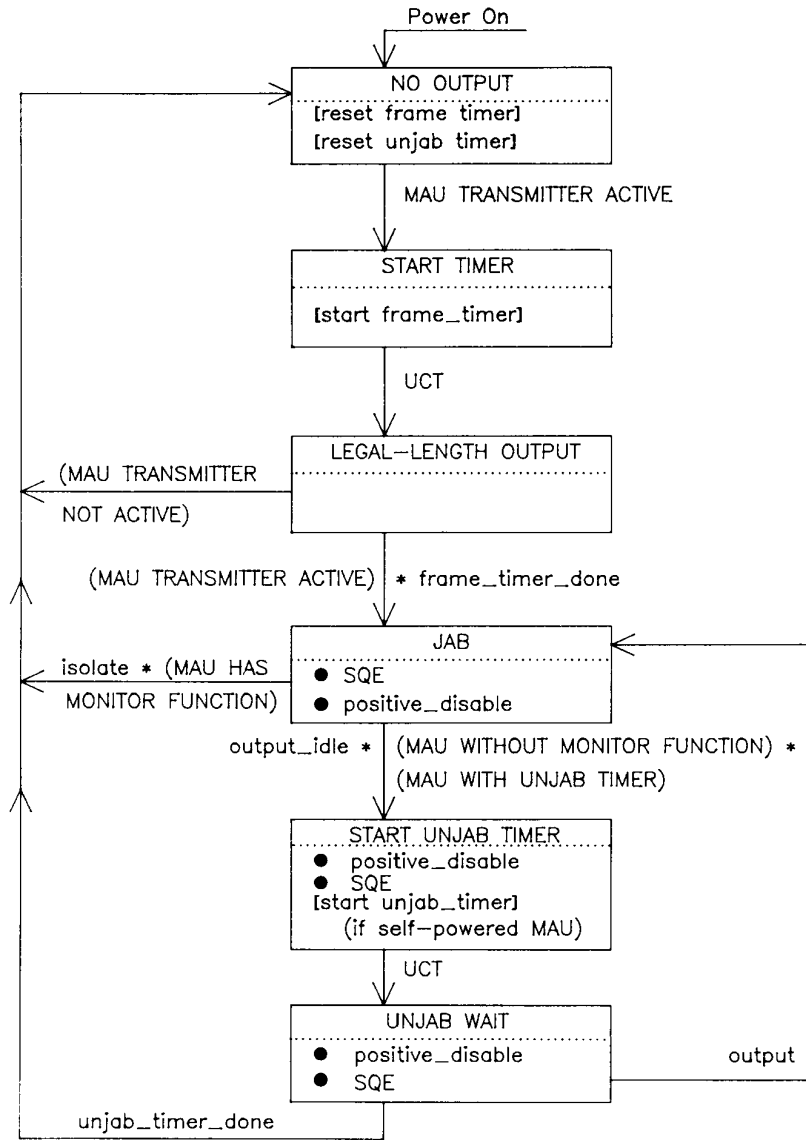 Power On
NO OUTPUT
[reset frame timer]
[reset unjab timer]
MAU TRANSMITTER ACTIVE
START TIMER
[start frame_timer]
UCT
LEGAL–LENGTH OUTPUT
(MAU TRANSMITTER
NOT ACTIVE)
(MAU TRANSMITTER ACTIVE) * frame_timer_done
JAB
isolate * (MAU HAS
MONITOR FUNCTION)
● SQE
● positive_disable
output_idle * (MAU WITHOUT MONITOR FUNCTION) *
(MAU WITH UNJAB TIMER)
START UNJAB TIMER
● positive_disable
● SQE
[start unjab_timer]
(if self–powered MAU)
UCT
UNJAB WAIT
● positive_disable
● SQE
output
unjab_timer_done